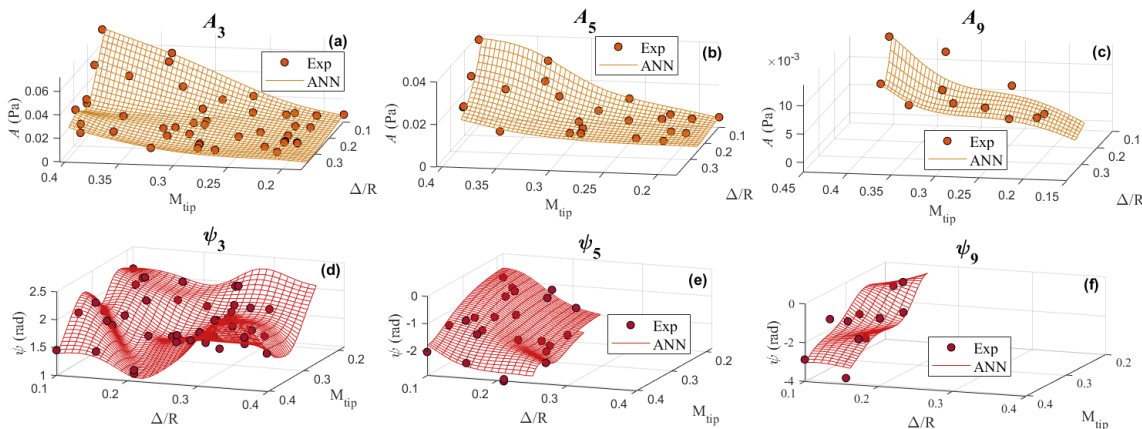 A₃
(a)
Exp
ANN
A (Pa)
0.06
0.04
0.02
0
0.4
0.35
0.3
0.25
0.2
M_tip
0.1
0.2
0.3
Δ/R
A₅
(b)
Exp
ANN
A (Pa)
0.04
0.02
0
0.4
0.35
0.3
0.25
0.2
M_tip
0.1
0.2
0.3
Δ/R
A₉
(c)
Exp
ANN
×10⁻³
A (Pa)
10
5
0
0.45
0.4
0.35
0.3
0.25
0.2
0.15
M_tip
0.1
0.2
0.3
Δ/R
ψ₃
(d)
Exp
ANN
ψ (rad)
2.5
2
1.5
1
0.1
0.2
0.3
0.4
Δ/R
0.2
0.3
0.4
M_tip
ψ₅
(e)
Exp
ANN
ψ (rad)
0
-1
-2
0.1
0.2
0.3
0.4
Δ/R
0.2
0.3
0.4
M_tip
ψ₉
(f)
Exp
ANN
ψ (rad)
0
-2
-4
0.1
0.2
0.3
0.4
Δ/R
0.2
0.3
0.4
M_tip